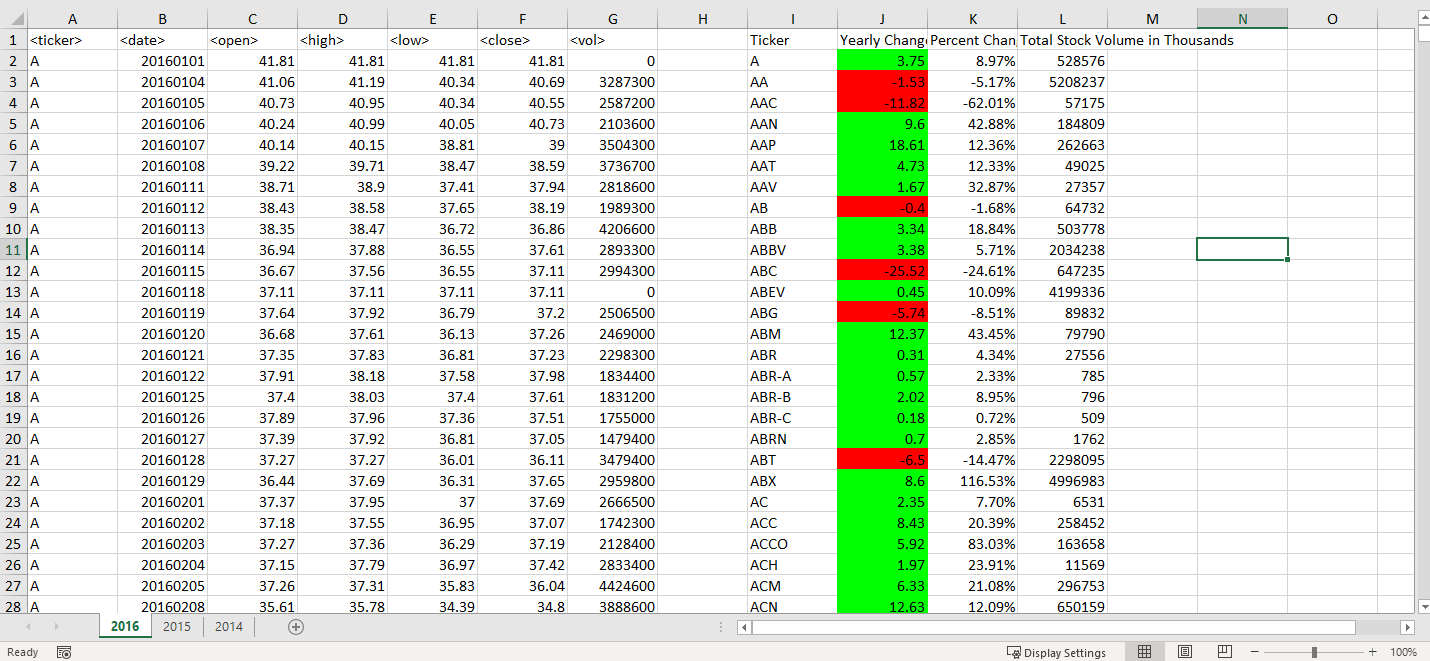 A B C D E F G H I J K L M N O
1 <ticker> <date> <open> <high> <low> <close> <vol> Ticker Yearly Change Percent Chan Total Stock Volume in Thousands
2 A 20160101 41.81 41.81 41.81 41.81 0 A 3.75 8.97% 528576
3 A 20160104 41.06 41.19 40.34 40.69 3287300 AA -1.53 -5.17% 5208237
4 A 20160105 40.73 40.95 40.34 40.55 2587200 AAC -11.82 -62.01% 57175
5 A 20160106 40.24 40.99 40.05 40.73 2103600 AAN 9.6 42.88% 184809
6 A 20160107 40.14 40.15 38.81 39 3504300 AAP 18.61 12.36% 262663
7 A 20160108 39.22 39.71 38.47 38.59 3736700 AAT 4.73 12.33% 49025
8 A 20160111 38.71 38.9 37.41 37.94 2818600 AAV 1.67 32.87% 27357
9 A 20160112 38.43 38.58 37.65 38.19 1989300 AB -0.4 -1.68% 64732
10 A 20160113 38.35 38.47 36.72 36.86 4206600 ABB 3.34 18.84% 503778
11 A 20160114 36.94 37.88 36.55 37.61 2893300 ABBV 3.38 5.71% 2034238
12 A 20160115 36.67 37.56 36.55 37.11 2994300 ABC -25.52 -24.61% 647235
13 A 20160118 37.11 37.11 37.11 37.11 0 ABEV 0.45 10.09% 4199336
14 A 20160119 37.64 37.92 36.79 37.2 2506500 ABG -5.74 -8.51% 89832
15 A 20160120 36.68 37.61 36.13 37.26 2469000 ABM 12.37 43.45% 79790
16 A 20160121 37.35 37.83 36.81 37.23 2298300 ABR 0.31 4.34% 27556
17 A 20160122 37.91 38.18 37.58 37.98 1834400 ABR-A 0.57 2.33% 785
18 A 20160125 37.4 38.03 37.4 37.61 1831200 ABR-B 2.02 8.95% 796
19 A 20160126 37.89 37.96 37.36 37.51 1755000 ABR-C 0.18 0.72% 509
20 A 20160127 37.39 37.92 36.81 37.05 1479400 ABRN 0.7 2.85% 1762
21 A 20160128 37.27 37.27 36.01 36.11 3479400 ABT -6.5 -14.47% 2298095
22 A 20160129 36.44 37.69 36.31 37.65 2959800 ABX 8.6 116.53% 4996983
23 A 20160201 37.37 37.95 37 37.69 2666500 AC 2.35 7.70% 6531
24 A 20160202 37.18 37.55 36.95 37.07 1742300 ACC 8.43 20.39% 258452
25 A 20160203 37.27 37.36 36.29 37.19 2128400 ACCO 5.92 83.03% 163658
26 A 20160204 37.15 37.79 36.97 37.42 2833400 ACH 1.97 23.91% 11569
27 A 20160205 37.26 37.31 35.83 36.04 4424600 ACM 6.33 21.08% 296753
28 A 20160208 35.61 35.78 34.39 34.8 3888600 ACN 12.63 12.09% 650159
2016 2015 2014
Ready Display Settings 100%